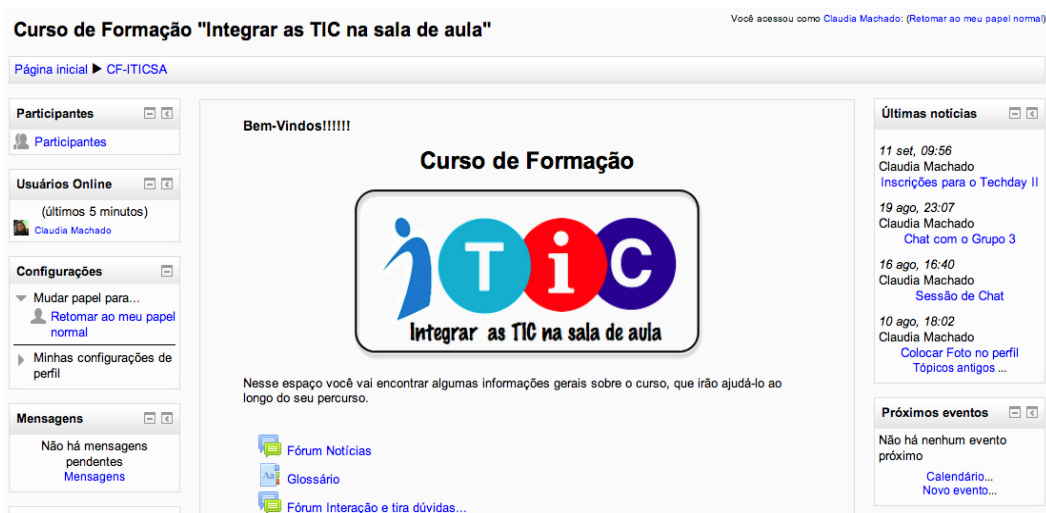 Curso de Formação "Integrar as TIC na sala de aula"
Você acessou como Claudia Machado: (Retomar ao meu papel normal)
Página inicial ► CF-ITICSA
Participantes
Participantes
Usuários Online
(últimos 5 minutos)
Claudia Machado
Configurações
Mudar papel para...
Retomar ao meu papel
normal
Minhas configurações de
perfil
Mensagens
Não há mensagens
pendentes
Mensagens
Bem-Vindos!!!!!!
Curso de Formação
iTiC
Integrar as TIC na sala de aula
Nesse espaço você vai encontrar algumas informações gerais sobre o curso, que irão ajudá-lo ao
longo do seu percurso.
Fórum Notícias
Glossário
Fórum Interação e tira dúvidas...
Últimas notícias
11 set, 09:56
Claudia Machado
Inscrições para o Techday II
19 ago, 23:07
Claudia Machado
Chat com o Grupo 3
16 ago, 16:40
Claudia Machado
Sessão de Chat
10 ago, 18:02
Claudia Machado
Colocar Foto no perfil
Tópicos antigos ...
Próximos eventos
Não há nenhum evento
próximo
Calendário...
Novo evento...